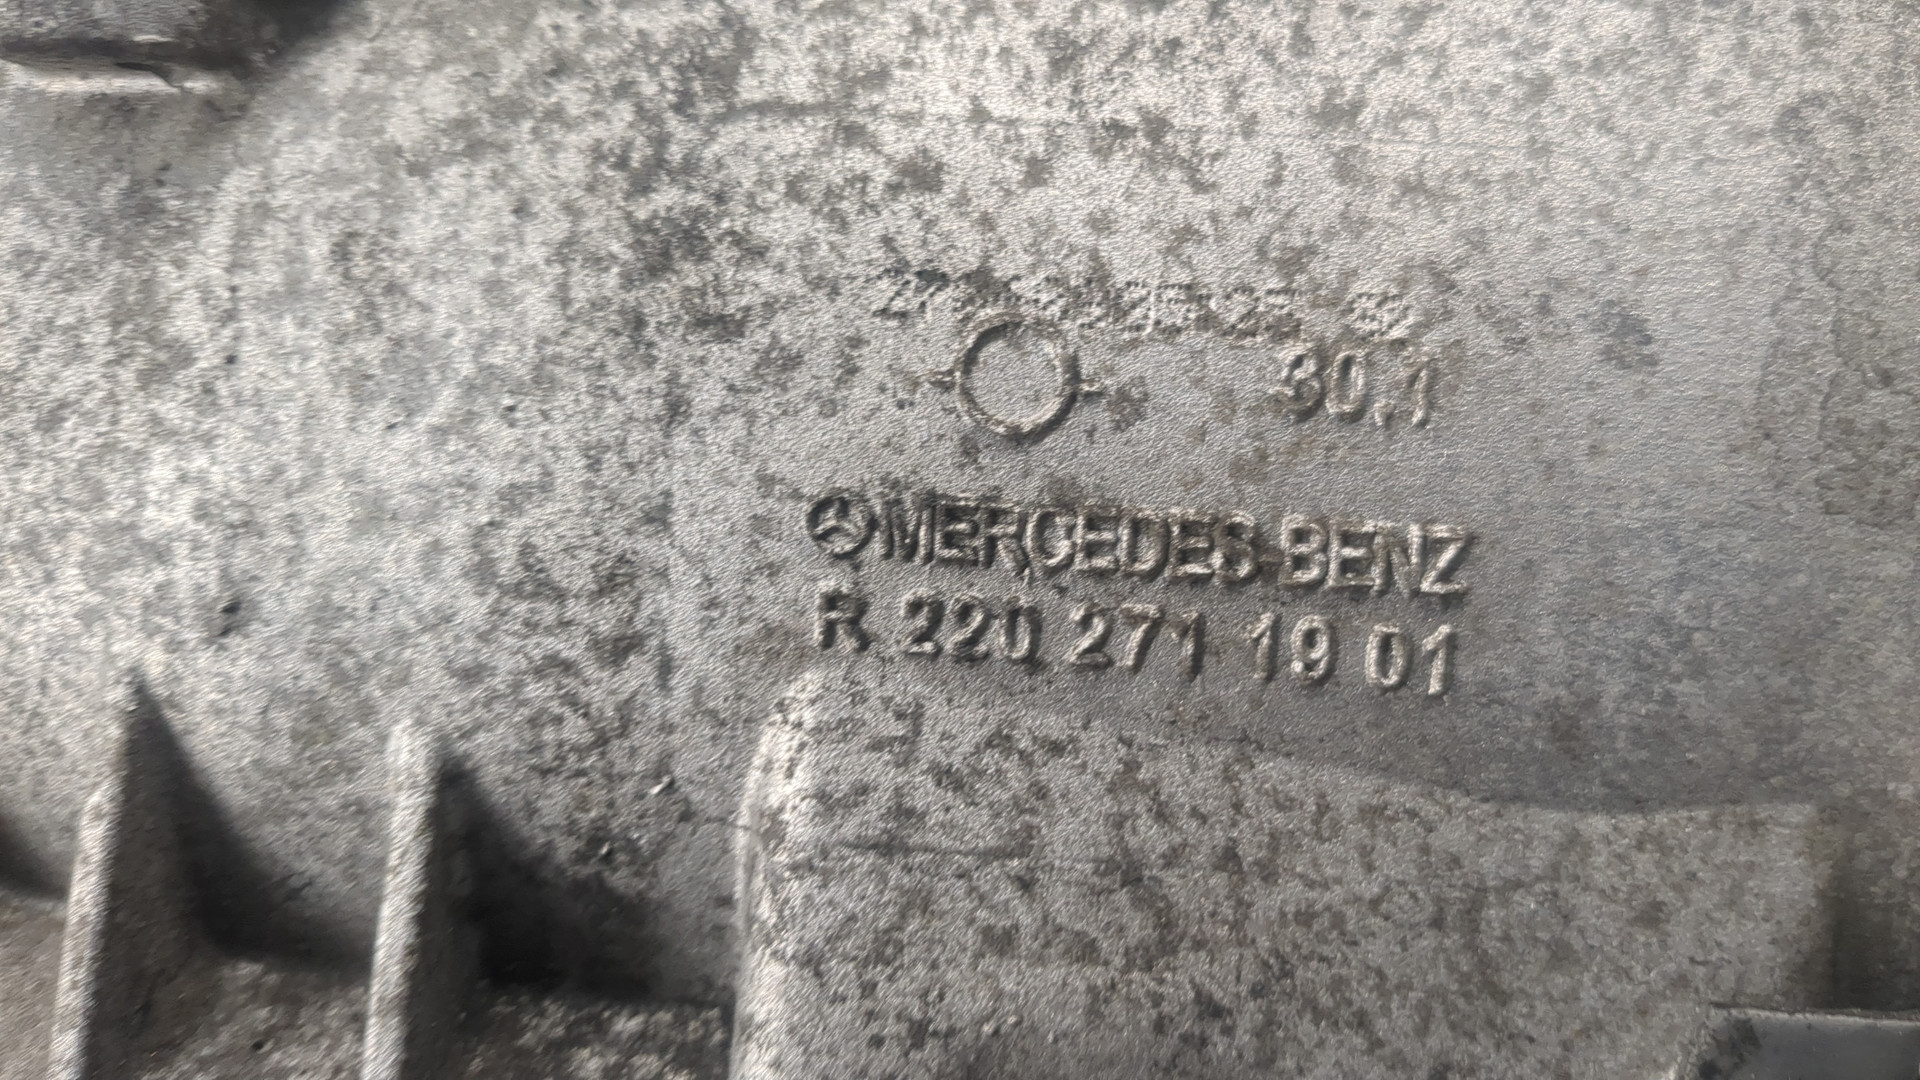 30.1
MERCEDES-BENZ
R 220 271 19 01